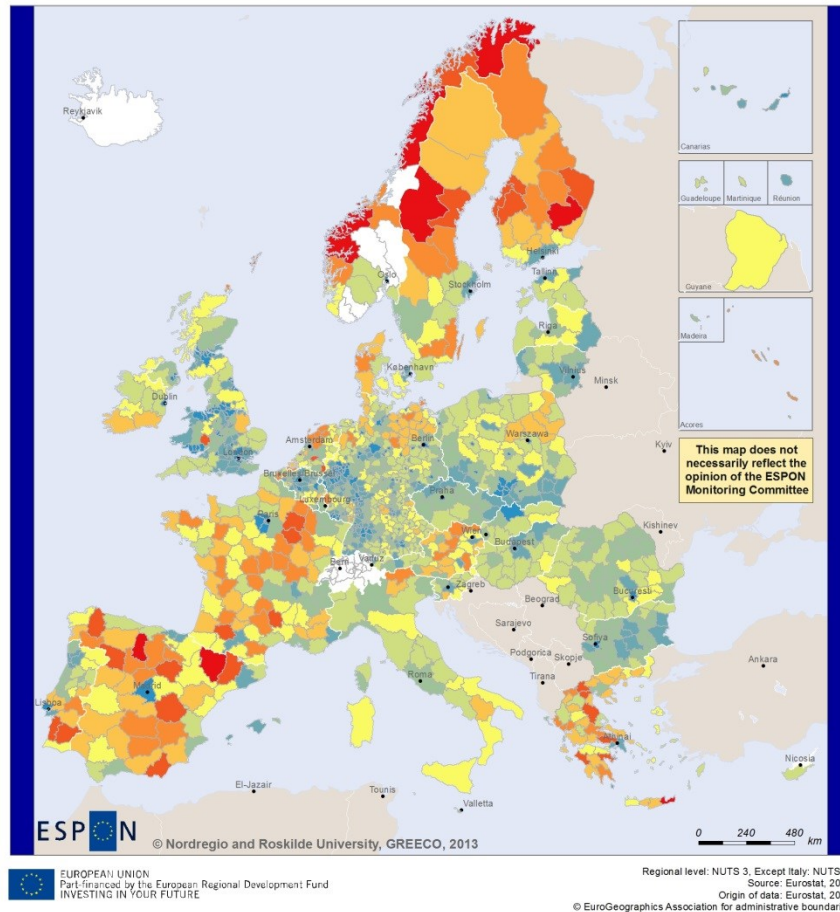 Reykjavik
Canarias
Guadeloupe
Martinique
Réunion
Guyane
Madeira
Acores
This map does not
necessarily reflect the
opinion of the ESPON
Monitoring Committee
Oslo
Helsinki
Tallinn
Stockholm
Riga
København
Vilnius
Minsk
Dublin
London
Amsterdam
Berlin
Warszawa
Kyiv
Bruxelles-Brussel
Luxembourg
Praha
Paris
Kishinev
Wien
Budapest
Bern
Vaduz
Zagreb
Beograd
Bucuresti
Sarajevo
Sofiya
Podgorica
Skopje
Tirana
Ankara
Roma
Madrid
Lisboa
Nicosia
El-Jazair
Tounis
Valletta
ESPON
© Nordregio and Roskilde University, GREECO, 2013
0 240 480
km
EUROPEAN UNION
Part-financed by the European Regional Development Fund
INVESTING IN YOUR FUTURE
Regional level: NUTS 3, Except Italy: NUTS
Source: Eurostat, 20
Origin of data: Eurostat, 20
© EuroGeographics Association for administrative boundari